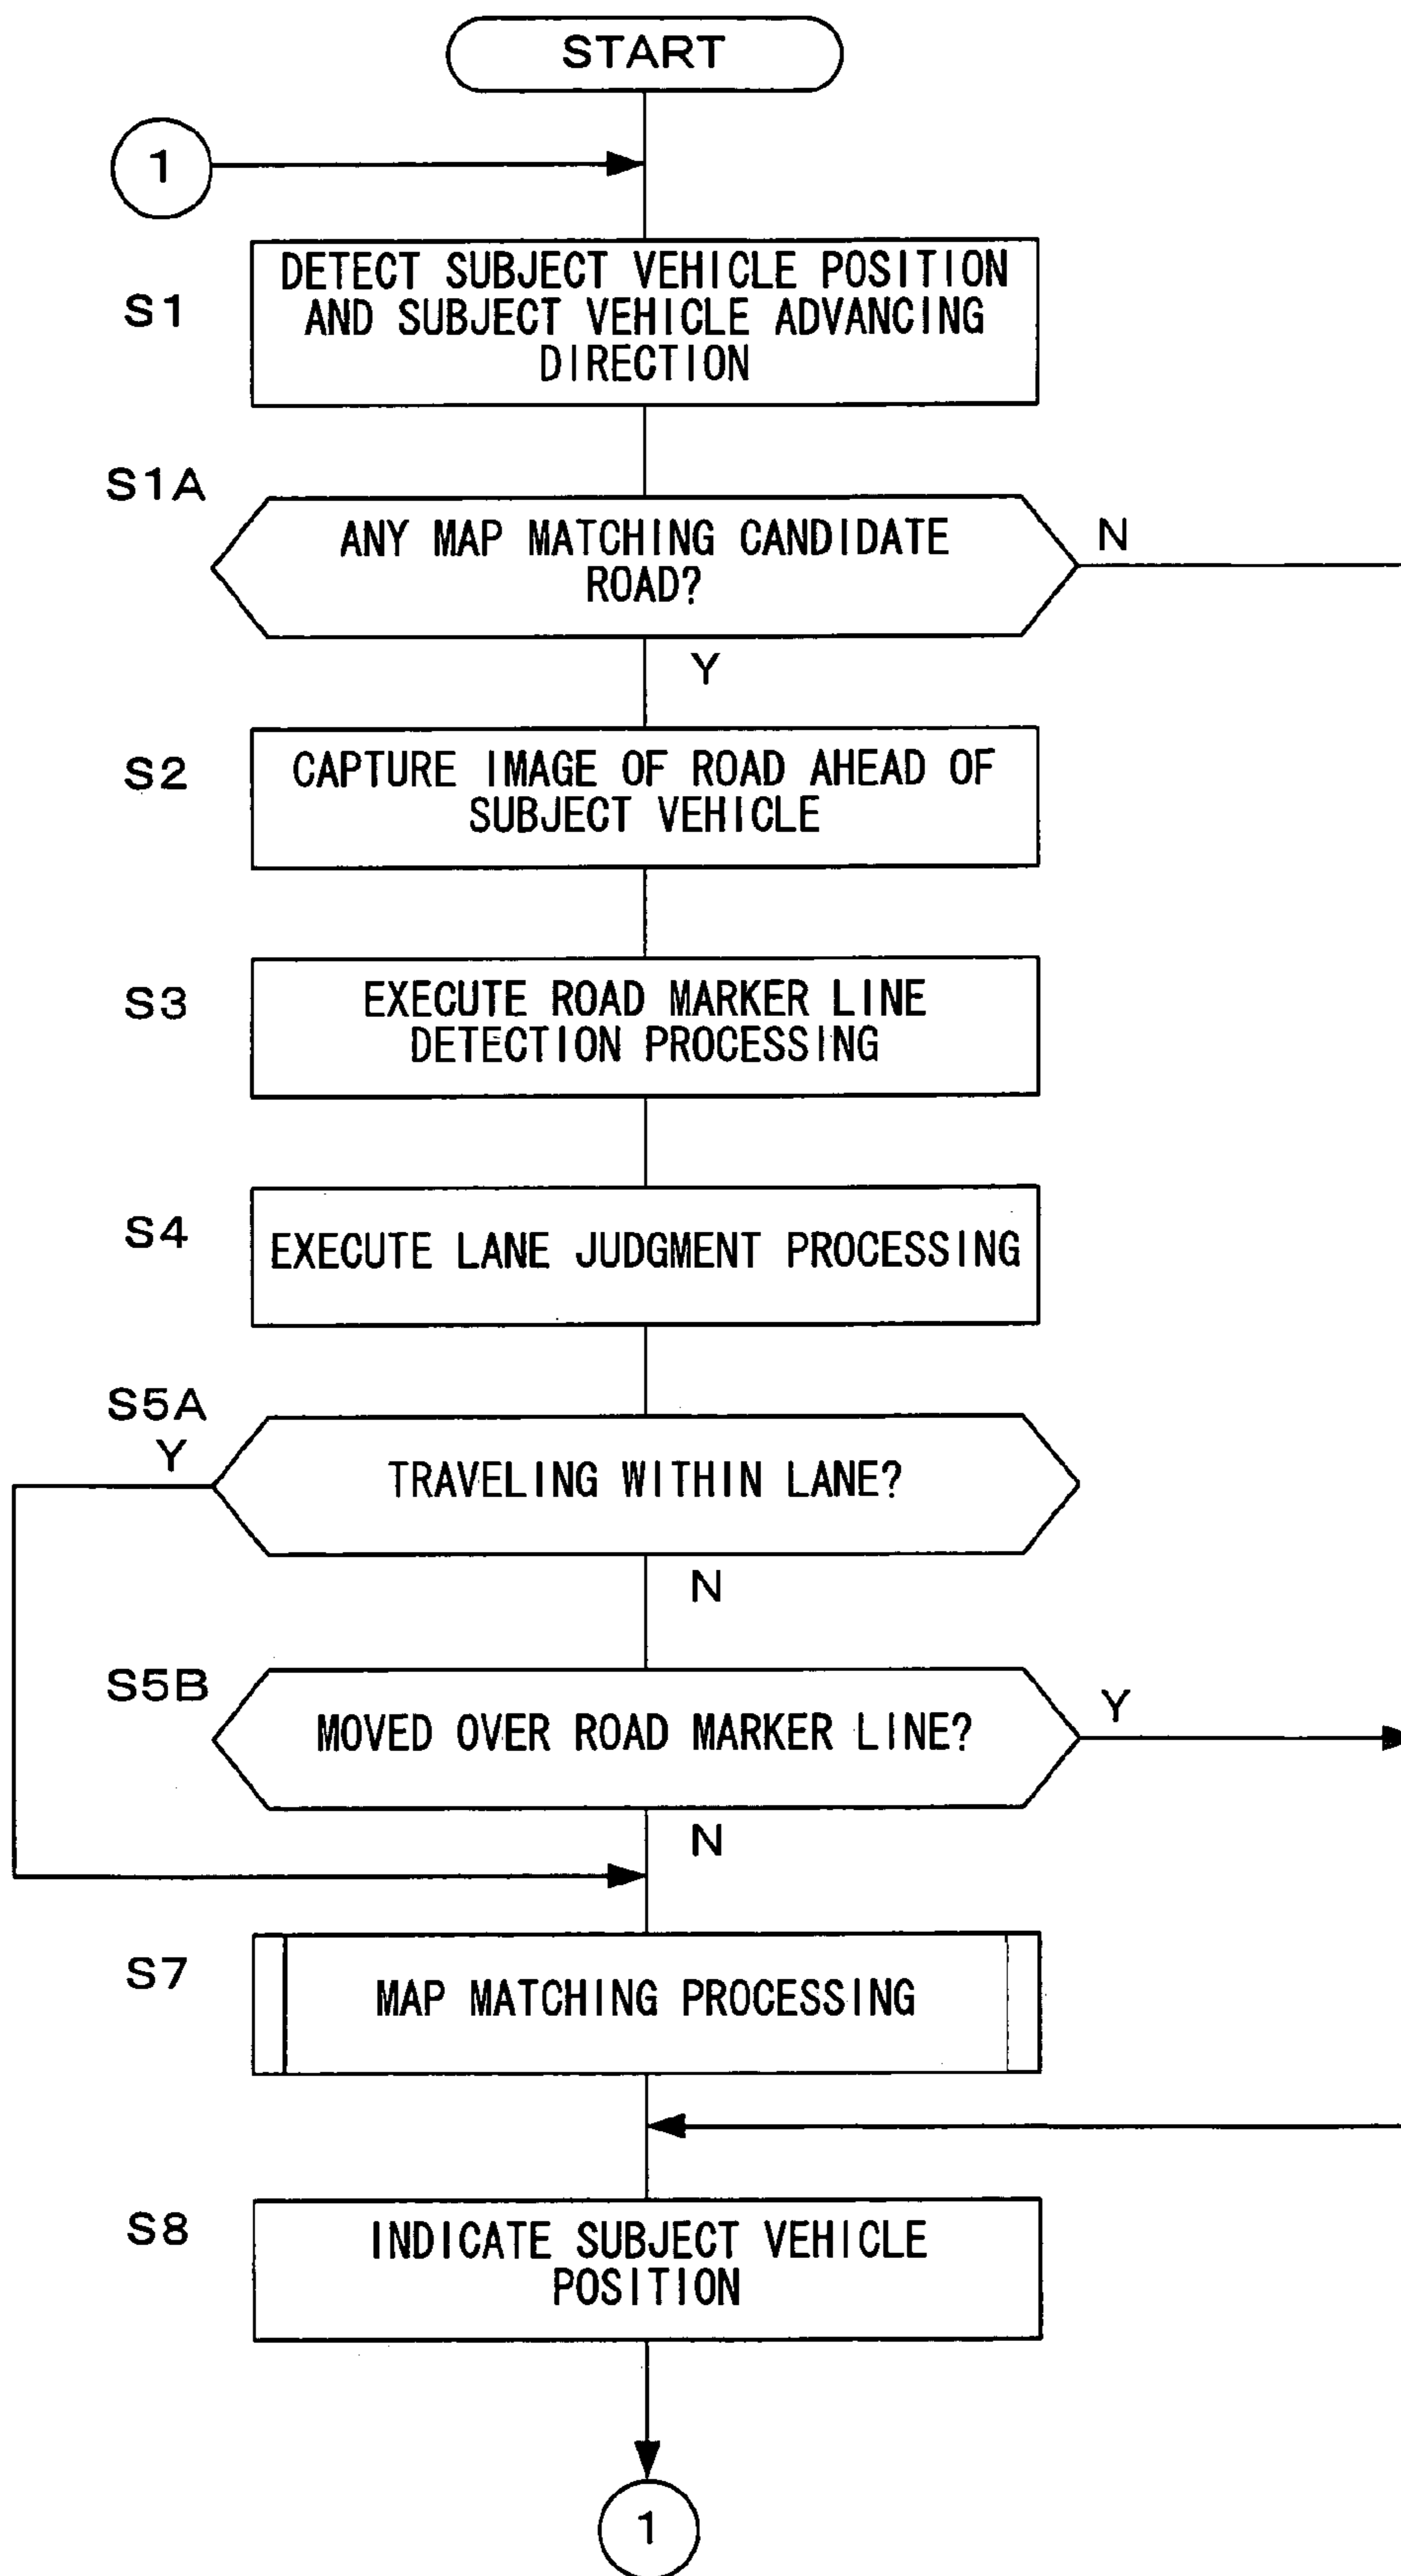 START
1
S1
DETECT SUBJECT VEHICLE POSITION
AND SUBJECT VEHICLE ADVANCING
DIRECTION
S1A
ANY MAP MATCHING CANDIDATE
ROAD?
N
Y
S2
CAPTURE IMAGE OF ROAD AHEAD OF
SUBJECT VEHICLE
S3
EXECUTE ROAD MARKER LINE
DETECTION PROCESSING
S4
EXECUTE LANE JUDGMENT PROCESSING
S5A
Y
TRAVELING WITHIN LANE?
N
S5B
MOVED OVER ROAD MARKER LINE?
Y
N
S7
MAP MATCHING PROCESSING
S8
INDICATE SUBJECT VEHICLE
POSITION
1